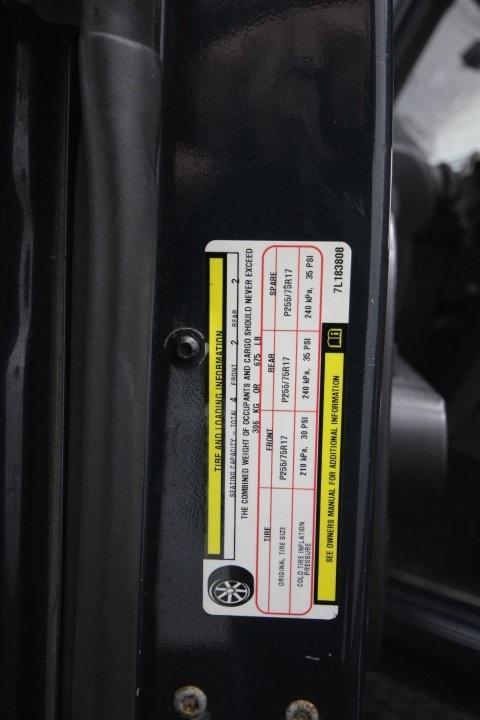 TIRE AND LOADING INFORMATION
SEATING CAPACITY - TOTAL 4 FRONT 2 REAR 2
THE COMBINED WEIGHT OF OCCUPANTS AND CARGO SHOULD NEVER EXCEED
306 KG OR 675 LB
TIRE FRONT REAR SPARE
ORIGINAL TIRE SIZE P255/75R17 P255/75R17 P255/75R17
COLD TIRE INFLATION PRESSURE 210 kPa, 30 PSI 240 kPa, 35 PSI 240 kPa, 35 PSI
SEE OWNERS MANUAL FOR ADDITIONAL INFORMATION
7L183808